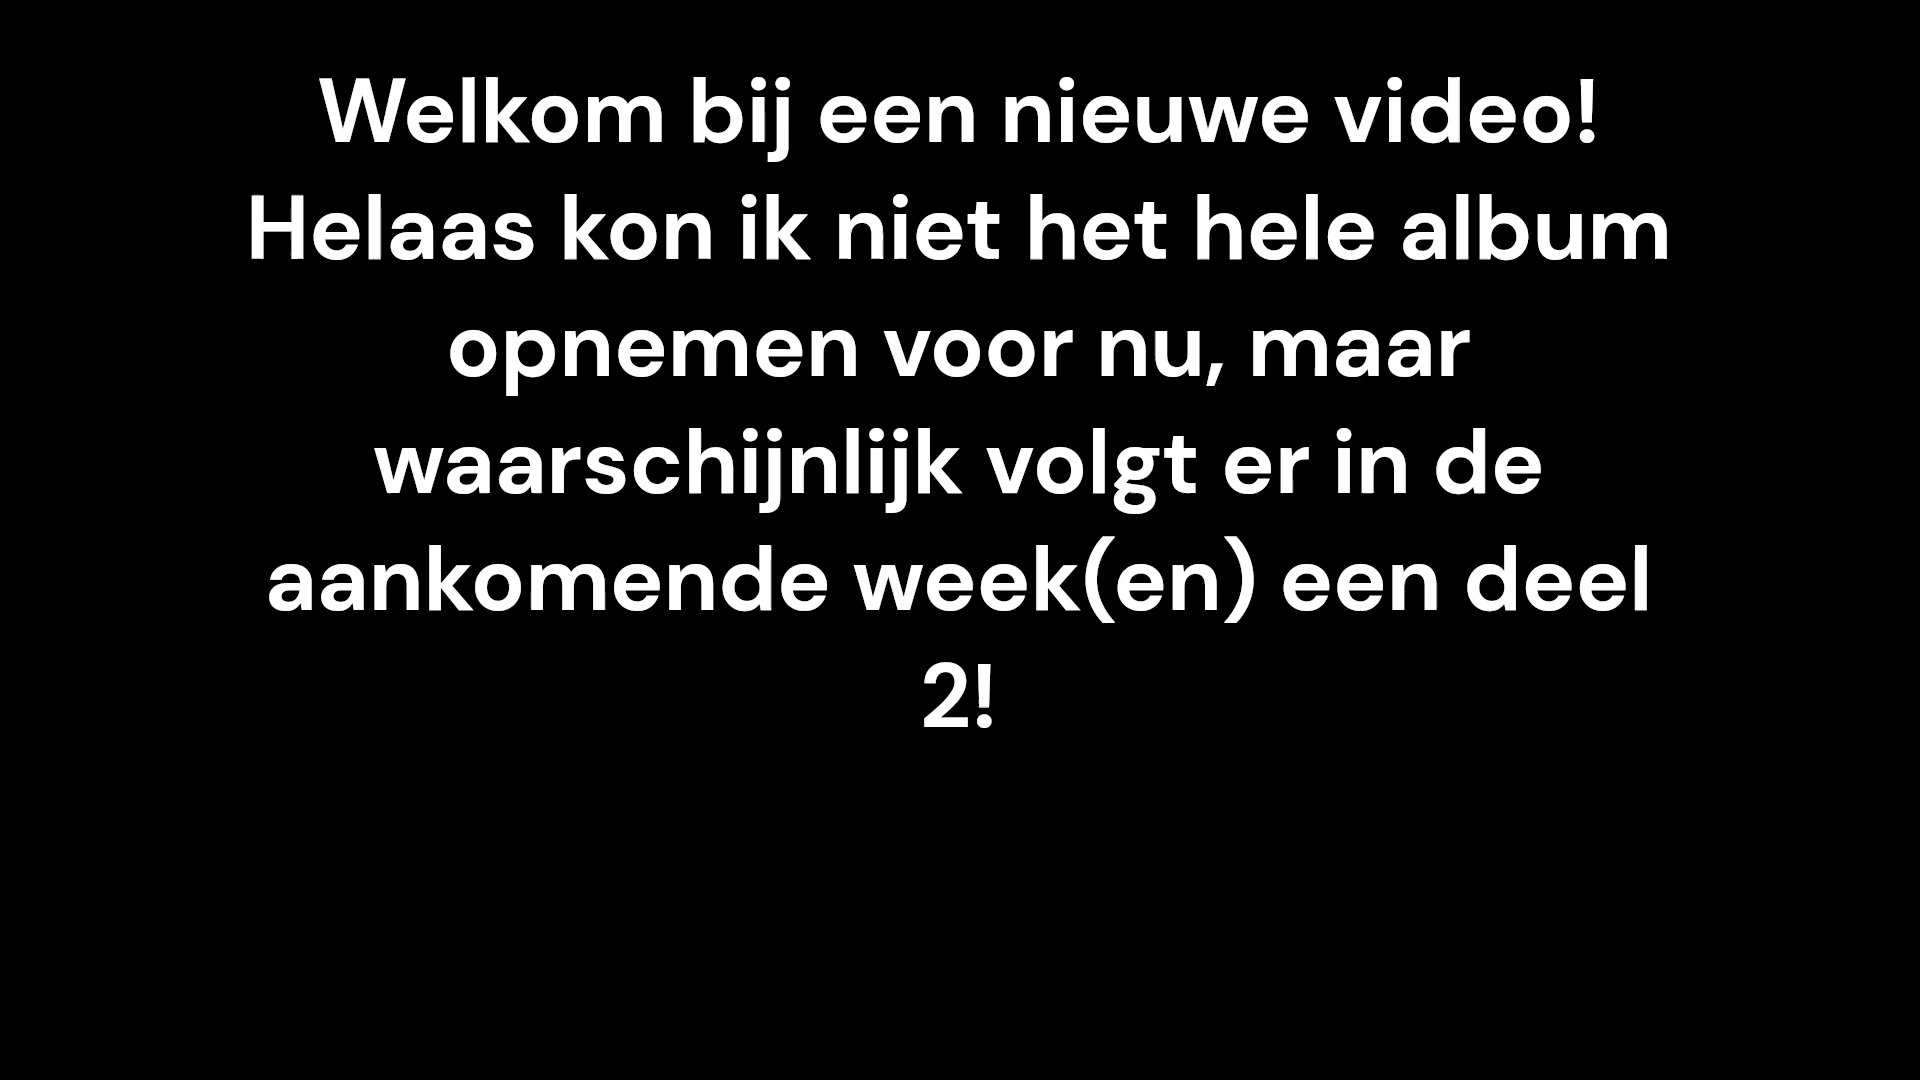 Welkom bij een nieuwe video!
Helaas kon ik niet het hele album
opnemen voor nu, maar
waarschijnlijk volgt er in de
aankomende week(en) een deel
2!